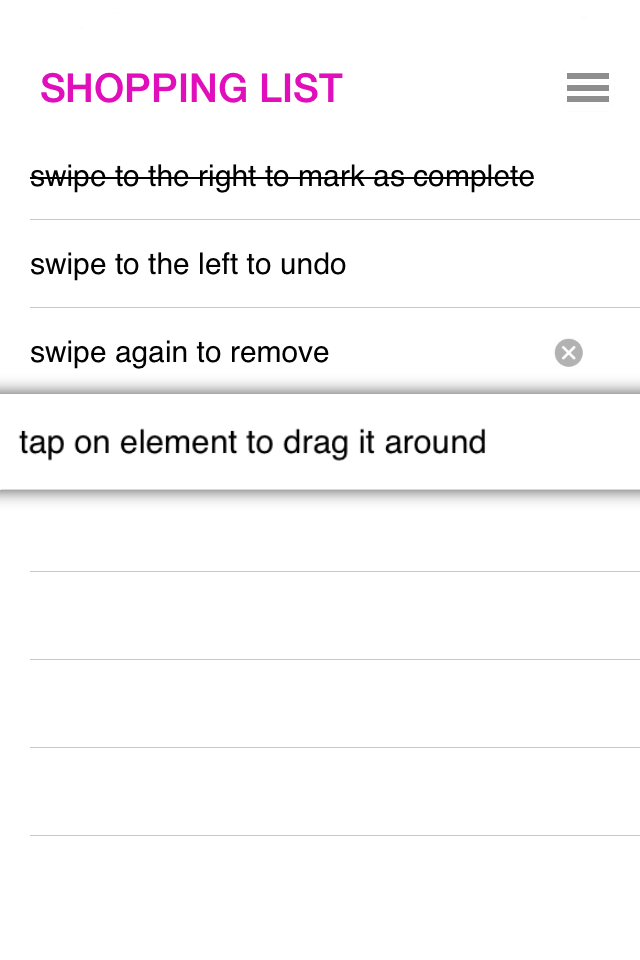 SHOPPING LIST
swipe to the right to mark as complete
swipe to the left to undo
swipe again to remove
tap on element to drag it around